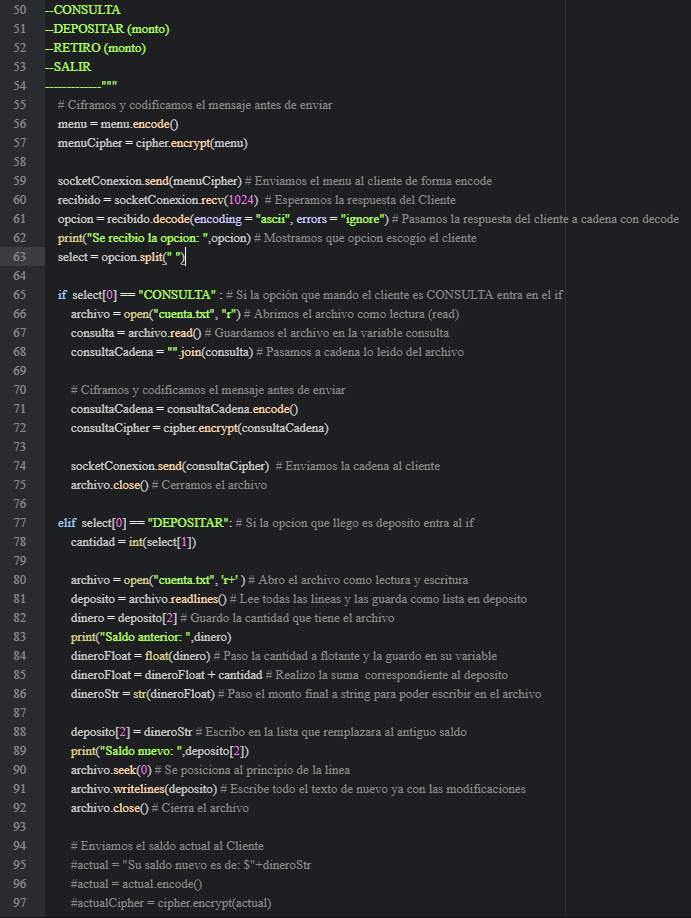 50 --CONSULTA
51 --DEPOSITAR (monto)
52 --RETIRO (monto)
53 --SALIR
54 -------------"""
55 # Ciframos y codificamos el mensaje antes de enviar
56 menu = menu.encode()
57 menuCipher = cipher.encrypt(menu)
58
59 socketConexion.send(menuCipher) # Enviamos el menu al cliente de forma encode
60 recibido = socketConexion.recv(1024) # Esperamos la respuesta del Cliente
61 opcion = recibido.decode(encoding = "ascii", errors = "ignore") # Pasamos la respuesta del cliente a cadena con decode
62 print("Se recibio la opcion: ",opcion) # Mostramos que opcion escogio el cliente
63 select = opcion.split(" ")
64
65 if select[0] == "CONSULTA" : # Si la opción que mando el cliente es CONSULTA entra en el if
66 archivo = open("cuenta.txt", "r") # Abrimos el archivo como lectura (read)
67 consulta = archivo.read() # Guardamos el archivo en la variable consulta
68 consultaCadena = "".join(consulta) # Pasamos a cadena lo leido del archivo
69
70 # Ciframos y codificamos el mensaje antes de enviar
71 consultaCadena = consultaCadena.encode()
72 consultaCipher = cipher.encrypt(consultaCadena)
73
74 socketConexion.send(consultaCipher) # Enviamos la cadena al cliente
75 archivo.close() # Cerramos el archivo
76
77 elif select[0] == "DEPOSITAR": # Si la opcion que llego es deposito entra al if
78 cantidad = int(select[1])
79
80 archivo = open("cuenta.txt", 'r+' ) # Abro el archivo como lectura y escritura
81 deposito = archivo.readlines() # Lee todas las lineas y las guarda como lista en deposito
82 dinero = deposito[2] # Guardo la cantidad que tiene el archivo
83 print("Saldo anterior: ",dinero)
84 dineroFloat = float(dinero) # Paso la cantidad a flotante y la guardo en su variable
85 dineroFloat = dineroFloat + cantidad # Realizo la suma correspondiente al deposito
86 dineroStr = str(dineroFloat) # Paso el monto final a string para poder escribir en el archivo
87
88 deposito[2] = dineroStr # Escribo en la lista que remplazara al antiguo saldo
89 print("Saldo nuevo: ",deposito[2])
90 archivo.seek(0) # Se posiciona al principio de la linea
91 archivo.writelines(deposito) # Escribe todo el texto de nuevo ya con las modificaciones
92 archivo.close() # Cierra el archivo
93
94 # Enviamos el saldo actual al Cliente
95 #actual = "Su saldo nuevo es de: $"+dineroStr
96 #actual = actual.encode()
97 #actualCipher = cipher.encrypt(actual)